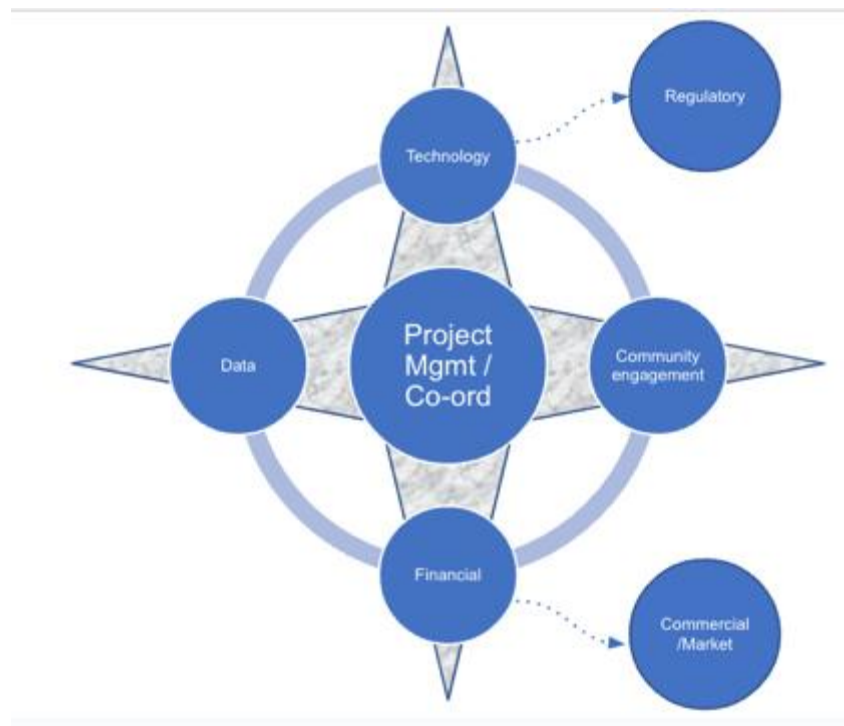 Regulatory
Technology
Project
Mgmt /
Co-ord
Data
Community
engagement
Financial
Commercial
/Market